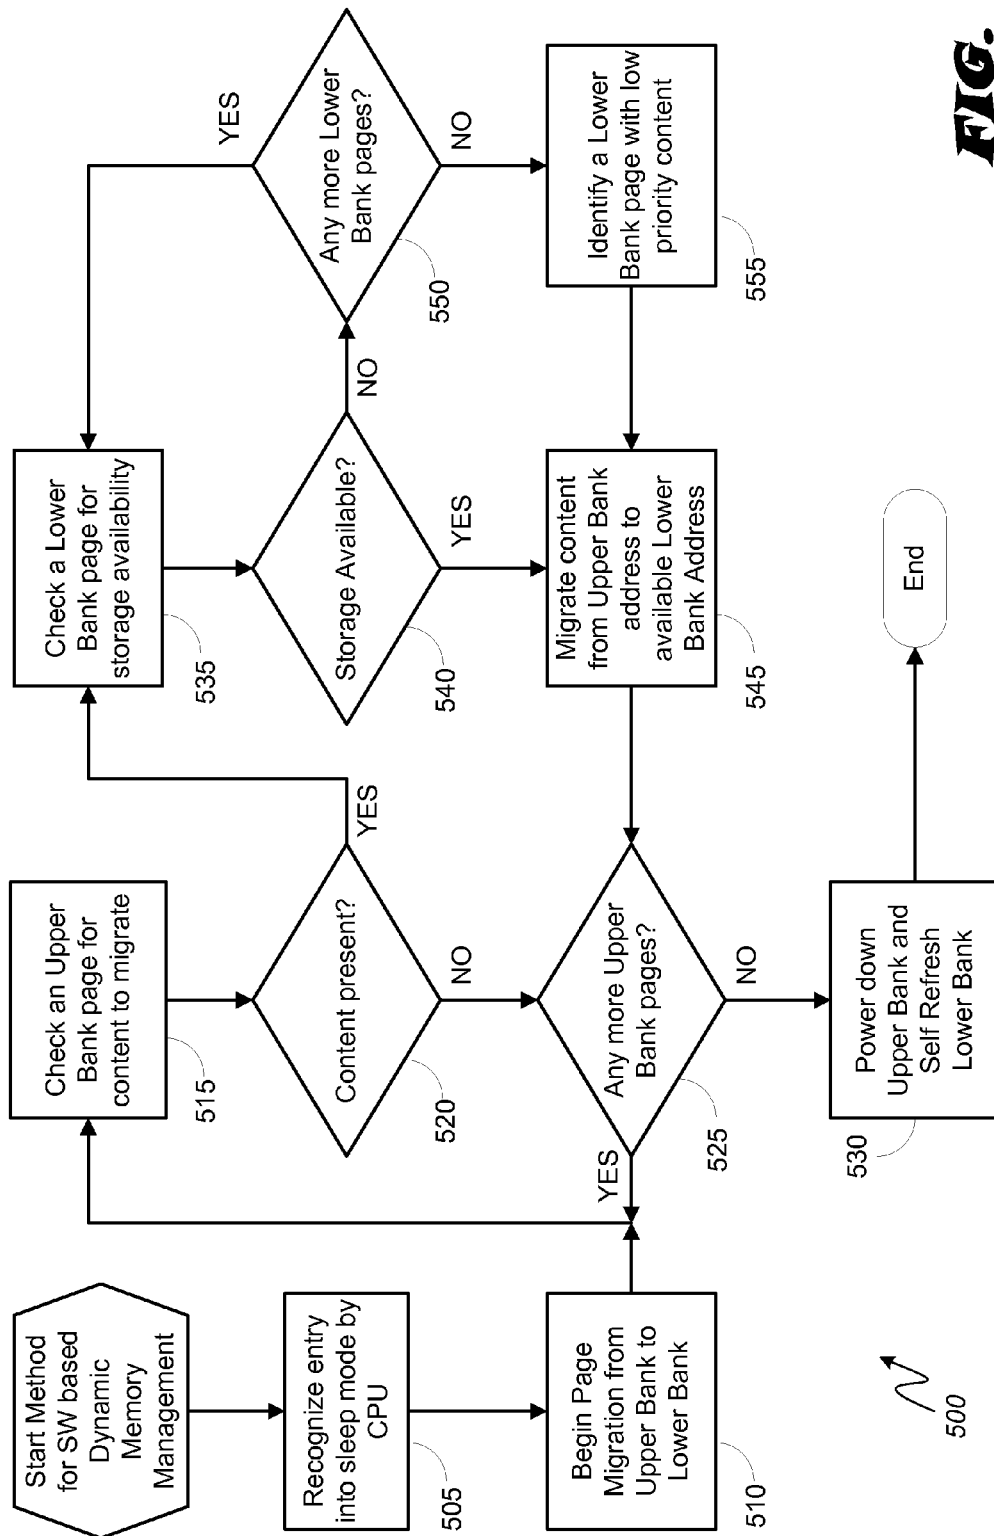 Start Method
for SW based
Dynamic
Memory
Management
Recognize entry
into sleep mode by
CPU
505
Begin Page
Migration from
Upper Bank to
Lower Bank
510
Check an Upper
Bank page for
content to migrate
515
Content present?
520
YES
NO
Any more Upper
Bank pages?
525
YES
NO
Power down
Upper Bank and
Self Refresh
Lower Bank
530
Check a Lower
Bank page for
storage availability
535
Storage Available?
540
NO
YES
Migrate content
from Upper Bank
address to
available Lower
Bank Address
545
Any more Lower
Bank pages?
550
YES
NO
Identify a Lower
Bank page with low
priority content
555
End
500
FIG.